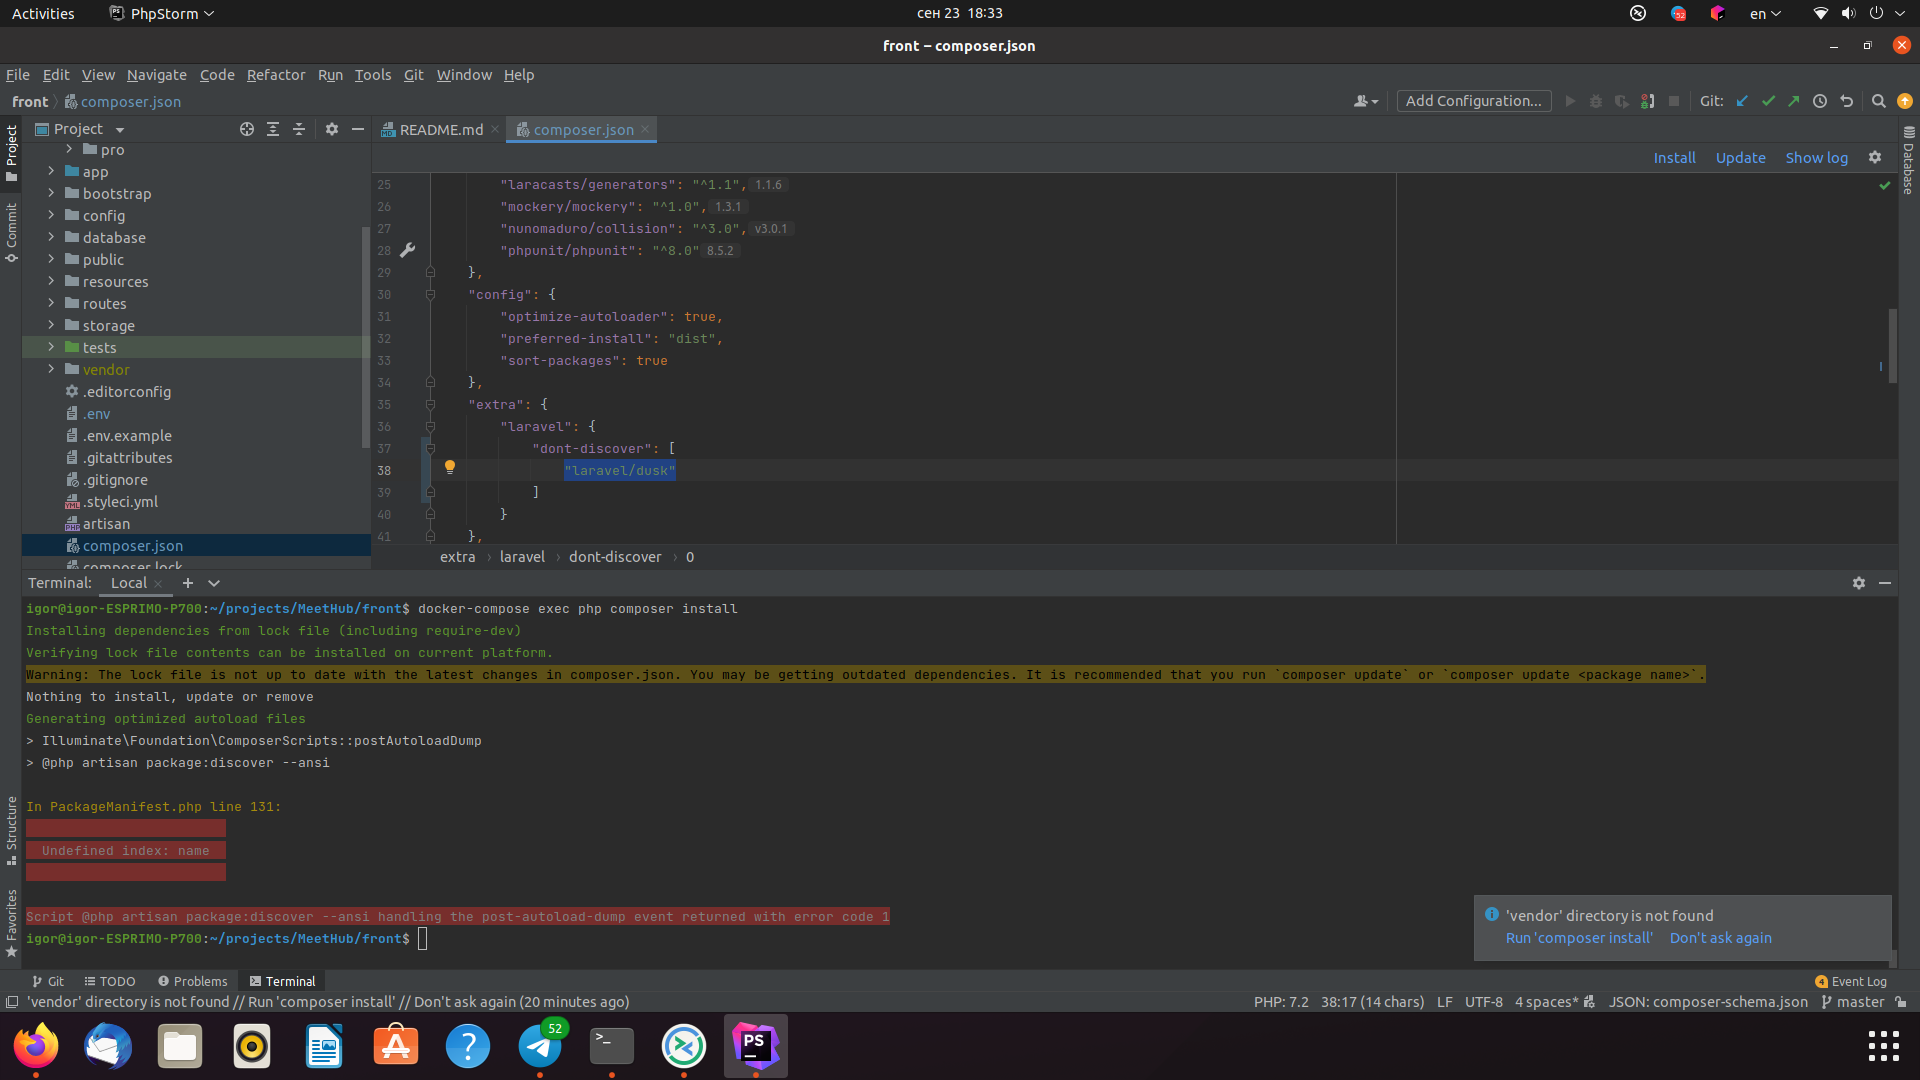 Activities
PhpStorm
сен 23 18:33
52
en
front – composer.json
File Edit View Navigate Code Refactor Run Tools Git Window Help
front composer.json
Add Configuration...
Git:
Project
Project
Commit
Structure
Favorites
Database
README.md
composer.json
Install Update Show log
pro
app
bootstrap
config
database
public
resources
routes
storage
tests
vendor
.editorconfig
.env
.env.example
.gitattributes
.gitignore
.styleci.yml
artisan
composer.json
composer.lock
25 "laracasts/generators": "^1.1", 1.1.6
26 "mockery/mockery": "^1.0", 1.3.1
27 "nunomaduro/collision": "^3.0", v3.0.1
28 "phpunit/phpunit": "^8.0" 8.5.2
29 },
30 "config": {
31 "optimize-autoloader": true,
32 "preferred-install": "dist",
33 "sort-packages": true
34 },
35 "extra": {
36 "laravel": {
37 "dont-discover": [
38 "laravel/dusk"
39 ]
40 }
41 },
extra › laravel › dont-discover › 0
Terminal: Local
igor@igor-ESPRIMO-P700:~/projects/MeetHub/front$ docker-compose exec php composer install
Installing dependencies from lock file (including require-dev)
Verifying lock file contents can be installed on current platform.
Warning: The lock file is not up to date with the latest changes in composer.json. You may be getting outdated dependencies. It is recommended that you run `composer update` or `composer update <package name>`.
Nothing to install, update or remove
Generating optimized autoload files
> Illuminate\Foundation\ComposerScripts::postAutoloadDump
> @php artisan package:discover --ansi
In PackageManifest.php line 131:
Undefined index: name
Script @php artisan package:discover --ansi handling the post-autoload-dump event returned with error code 1
igor@igor-ESPRIMO-P700:~/projects/MeetHub/front$
'vendor' directory is not found
Run 'composer install' Don't ask again
Git TODO Problems Terminal
4 Event Log
'vendor' directory is not found // Run 'composer install' // Don't ask again (20 minutes ago)
PHP: 7.2 38:17 (14 chars) LF UTF-8 4 spaces* JSON: composer-schema.json master
52
PS